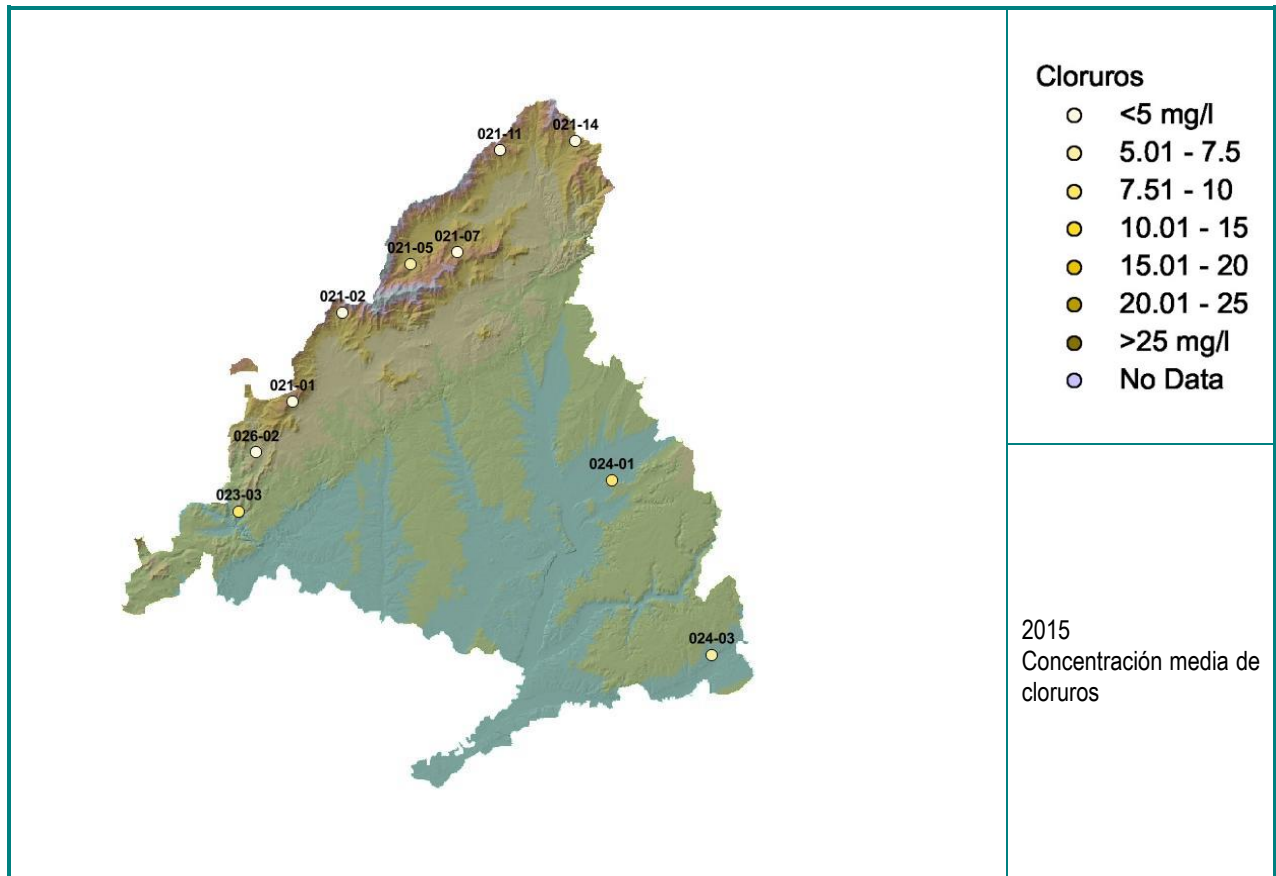 021-11
021-14
021-05
021-07
021-02
021-01
026-02
023-03
024-01
024-03
Cloruros
<5 mg/l
5.01 - 7.5
7.51 - 10
10.01 - 15
15.01 - 20
20.01 - 25
>25 mg/l
No Data
2015
Concentración media de
cloruros